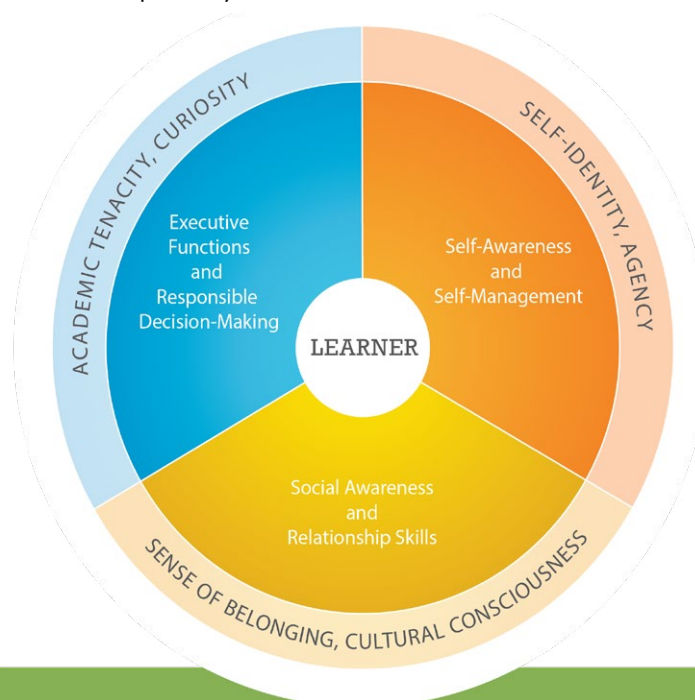 ACADEMIC TENACITY, CURIOSITY
SELF-IDENTITY, AGENCY
Executive
Functions
and
Responsible
Decision-Making
Self-Awareness
and
Self-Management
LEARNER
Social Awareness
and
Relationship Skills
SENSE OF BELONGING, CULTURAL CONSCIOUSNESS